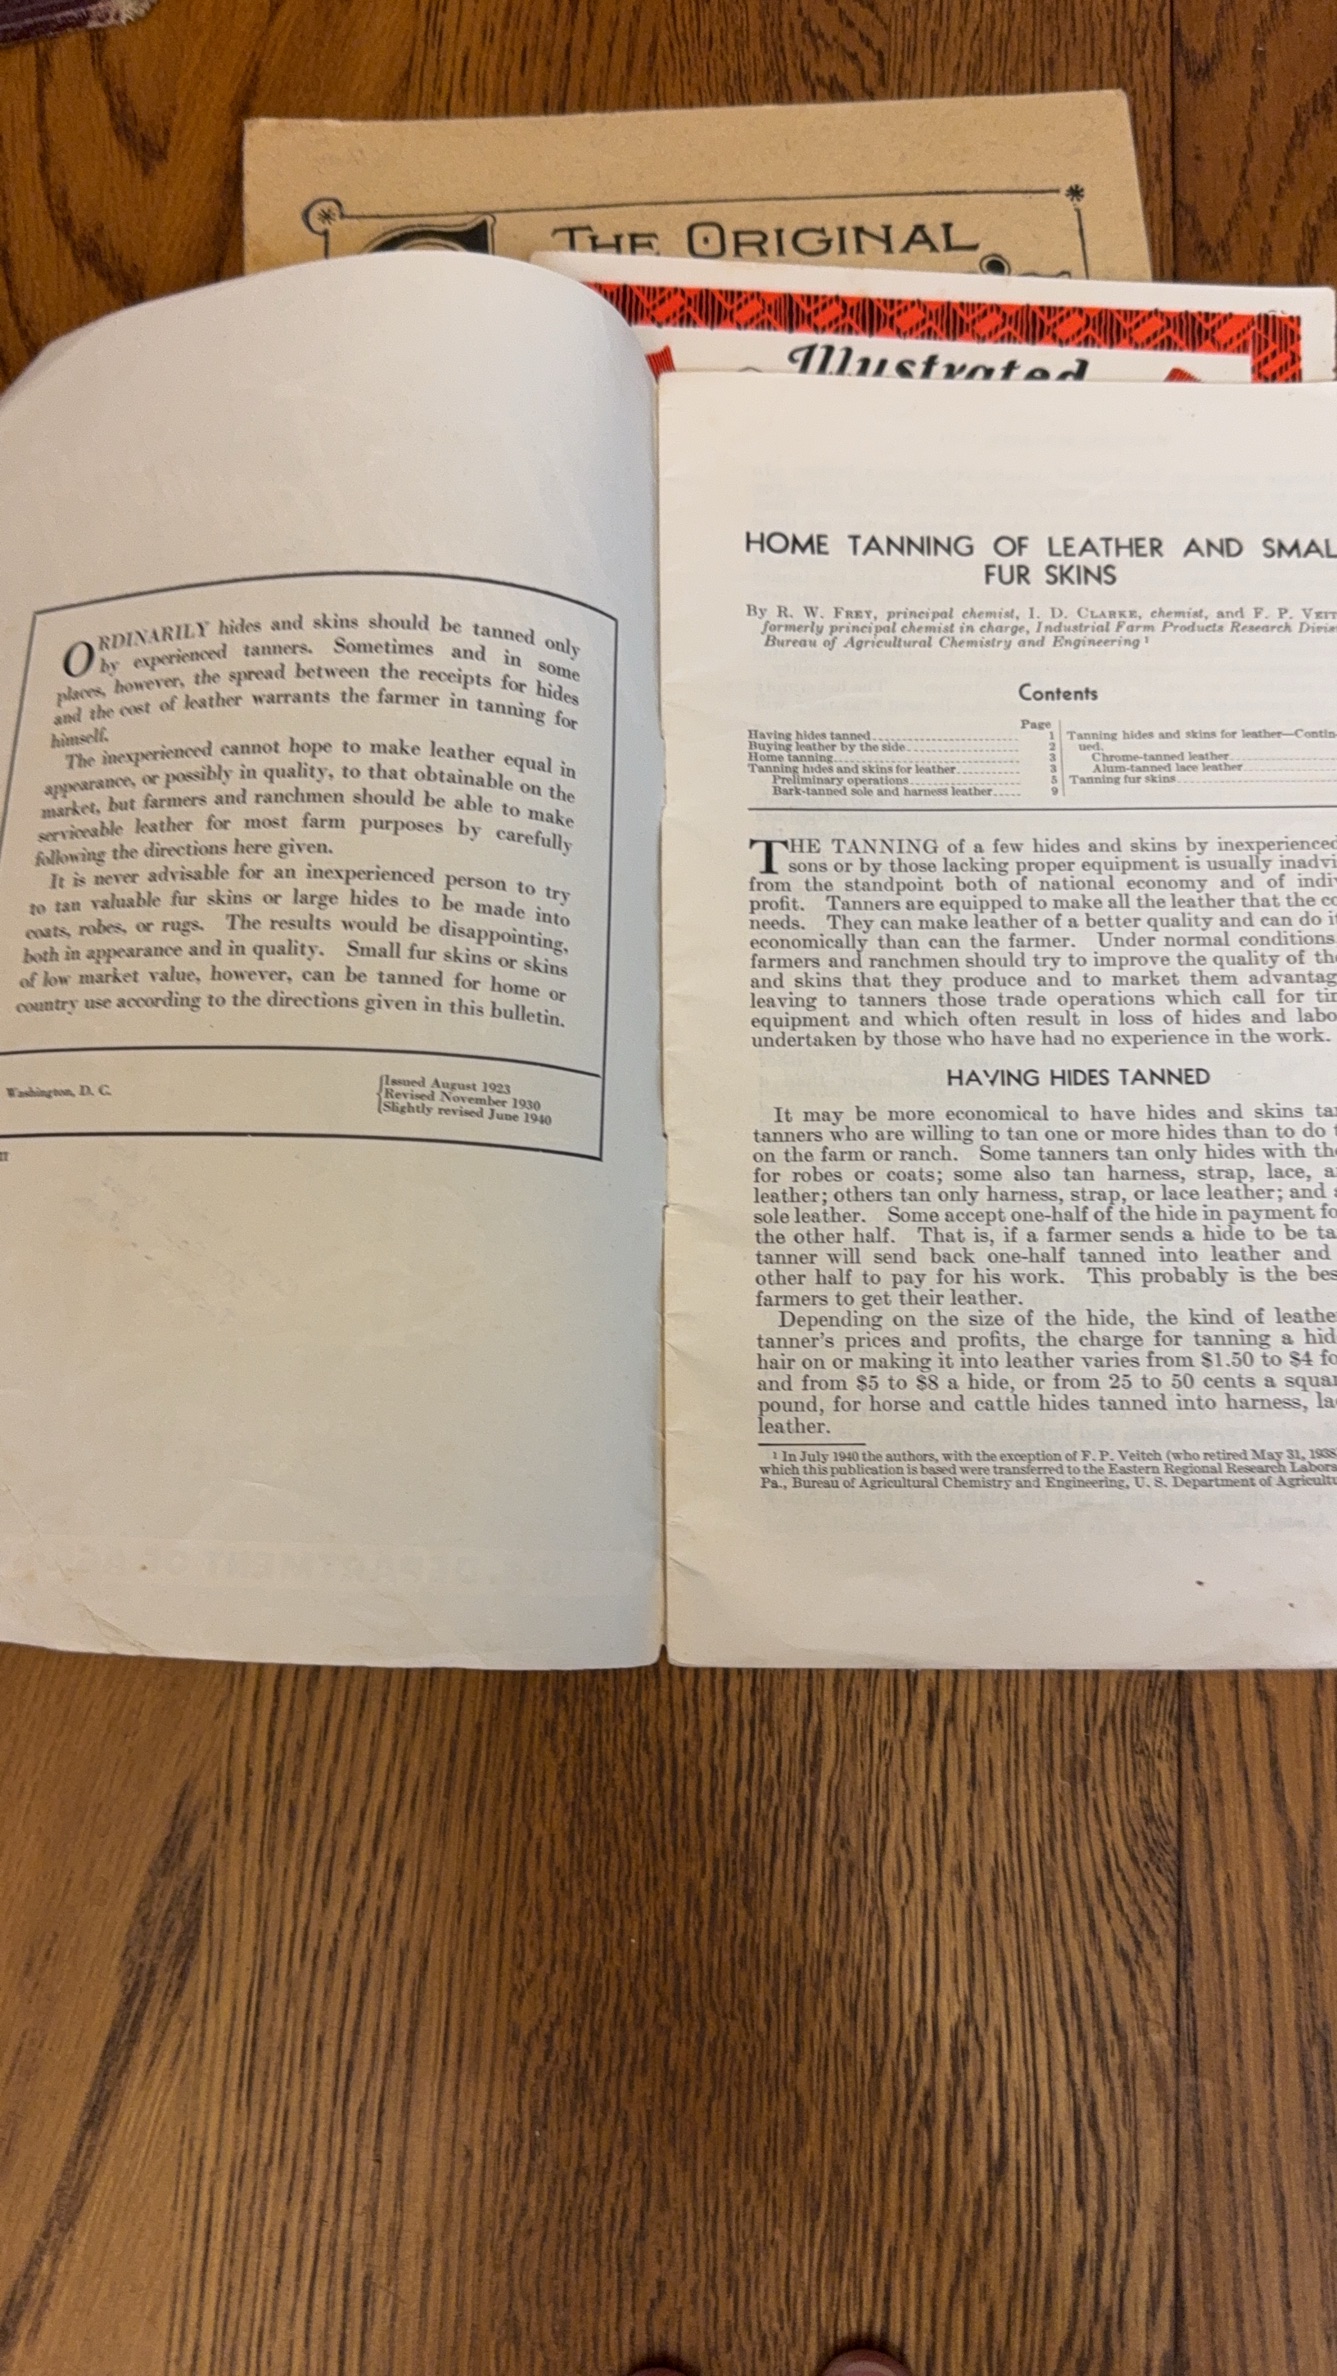 THE ORIGINAL
Illustrated
ORDINARILY hides and skins should be tanned only
by experienced tanners. Sometimes and in some
places, however, the spread between the receipts for hides
and the cost of leather warrants the farmer in tanning for
himself.
The inexperienced cannot hope to make leather equal in
appearance, or possibly in quality, to that obtainable on the
market, but farmers and ranchmen should be able to make
serviceable leather for most farm purposes by carefully
following the directions here given.
It is never advisable for an inexperienced person to try
to tan valuable fur skins or large hides to be made into
coats, robes, or rugs. The results would be disappointing,
both in appearance and in quality. Small fur skins or skins
of low market value, however, can be tanned for home or
country use according to the directions given in this bulletin.
Washington, D. C.
Issued August 1923
Revised November 1930
Slightly revised June 1940
II
HOME TANNING OF LEATHER AND SMAL
FUR SKINS
By R. W. FREY, principal chemist, I. D. CLARKE, chemist, and F. P. VEIT
formerly principal chemist in charge, Industrial Farm Products Research Divis
Bureau of Agricultural Chemistry and Engineering 1
Contents
Page
Having hides tanned 1
Buying leather by the side 2
Home tanning 3
Tanning hides and skins for leather 3
Preliminary operations 5
Bark-tanned sole and harness leather 9
Tanning hides and skins for leather—Contin-
ued.
Chrome-tanned leather
Alum-tanned lace leather
Tanning fur skins
THE TANNING of a few hides and skins by inexperienced
sons or by those lacking proper equipment is usually inadvi
from the standpoint both of national economy and of indiv
profit. Tanners are equipped to make all the leather that the co
needs. They can make leather of a better quality and can do it
economically than can the farmer. Under normal conditions
farmers and ranchmen should try to improve the quality of the
and skins that they produce and to market them advantag
leaving to tanners those trade operations which call for tim
equipment and which often result in loss of hides and labo
undertaken by those who have had no experience in the work.
HAVING HIDES TANNED
It may be more economical to have hides and skins tan
tanners who are willing to tan one or more hides than to do t
on the farm or ranch. Some tanners tan only hides with the
for robes or coats; some also tan harness, strap, lace, a
leather; others tan only harness, strap, or lace leather; and
sole leather. Some accept one-half of the hide in payment fo
the other half. That is, if a farmer sends a hide to be ta
tanner will send back one-half tanned into leather and
other half to pay for his work. This probably is the bes
farmers to get their leather.
Depending on the size of the hide, the kind of leathe
tanner's prices and profits, the charge for tanning a hid
hair on or making it into leather varies from $1.50 to $4 fo
and from $5 to $8 a hide, or from 25 to 50 cents a squar
pound, for horse and cattle hides tanned into harness, la
leather.
1 In July 1940 the authors, with the exception of F. P. Veitch (who retired May 31, 1938
which this publication is based were transferred to the Eastern Regional Research Labora
Pa., Bureau of Agricultural Chemistry and Engineering, U. S. Department of Agricultu